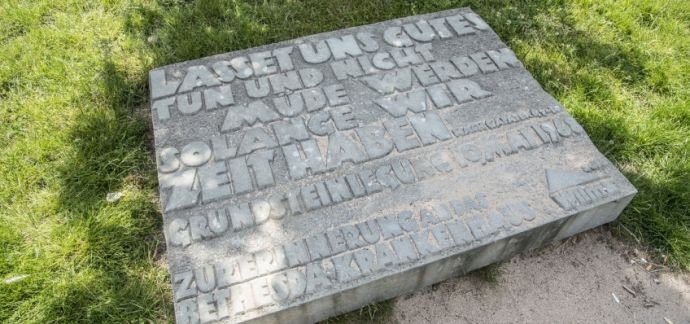 LASSET UNS GUTES
TUN UND NICHT
MÜDE WERDEN
SOLANGE WIR
ZEIT HABEN
GRUNDSTEINLEGUNG 10. MAI 1968
ZUR ERINNERUNG AN DAS
BETHESDA-KRANKENHAUS